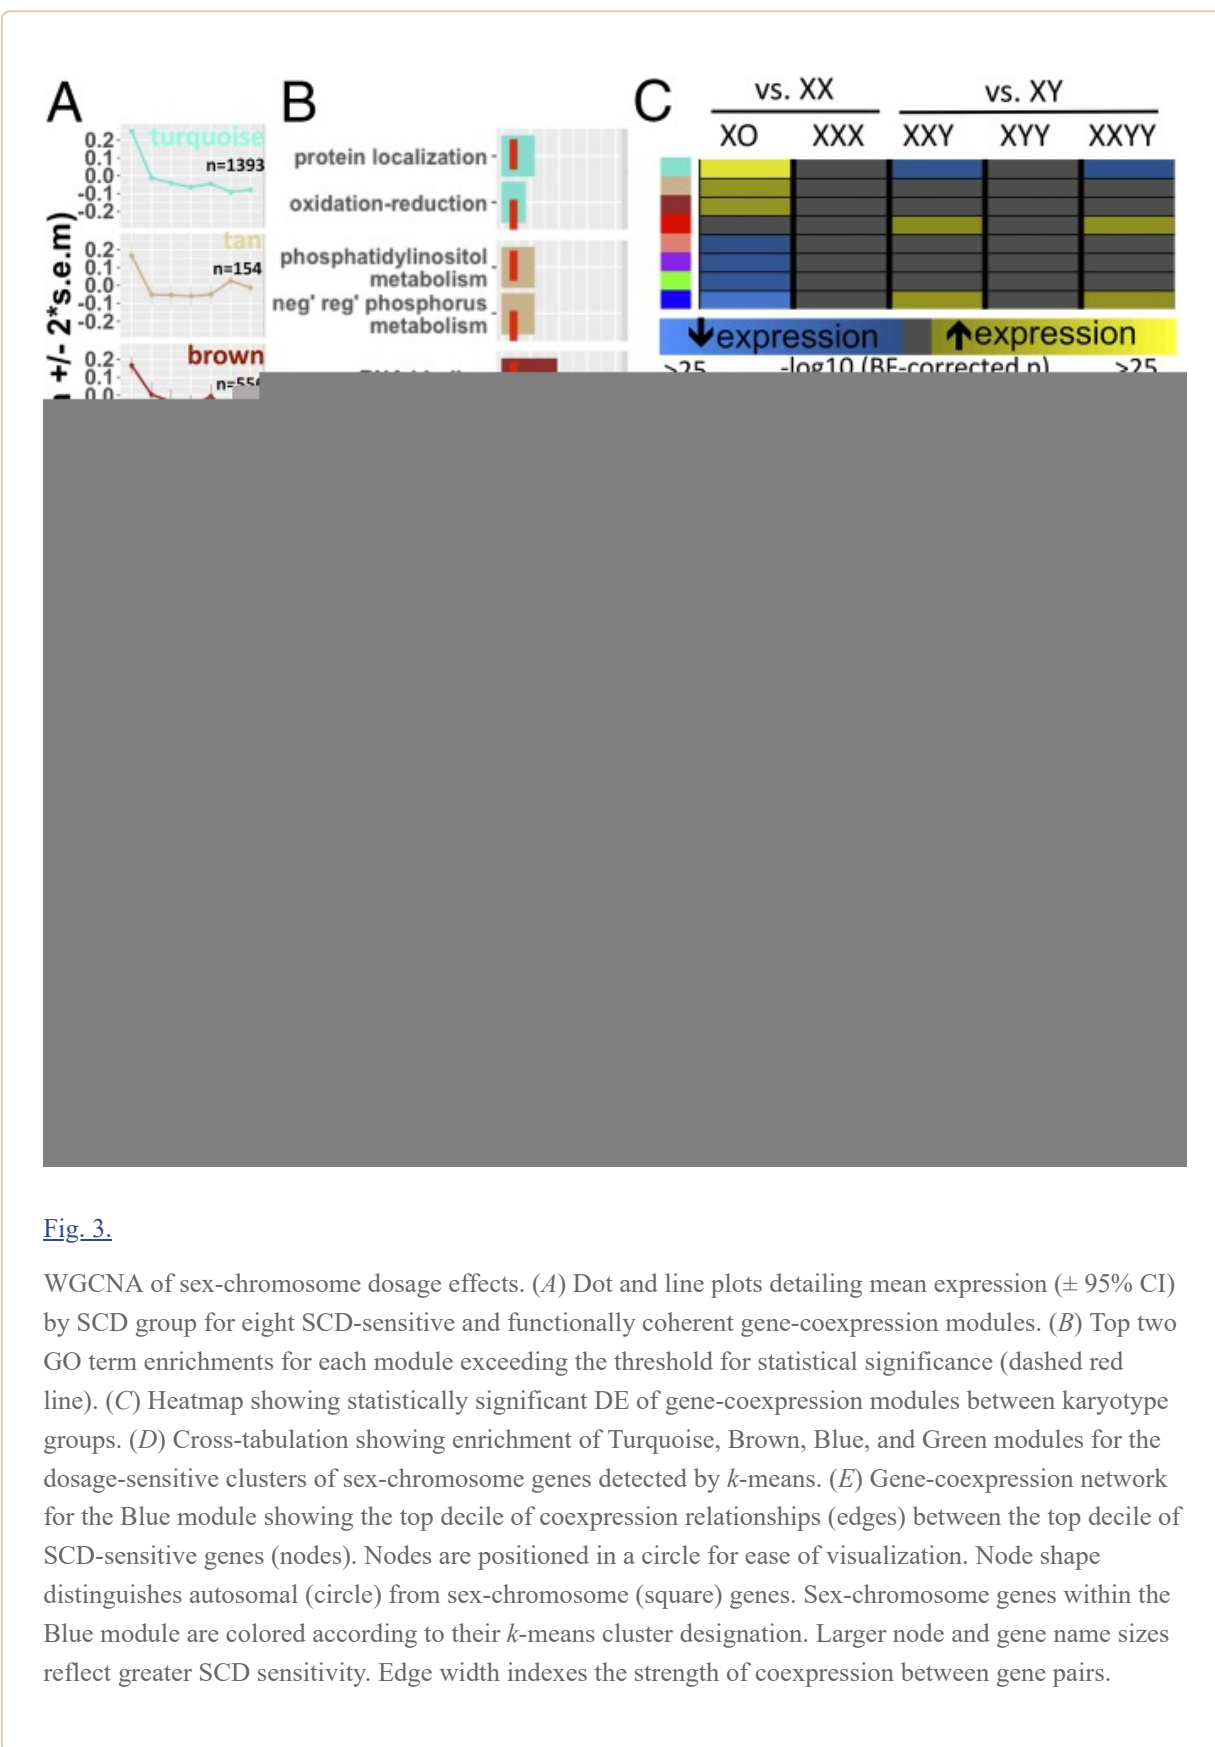 A
B
C
vs. XX
vs. XY
XO
XXX
XXY
XYY
XXYY
turquoise
n=1393
0.2
0.1
0.0
-0.1
-0.2
tan
n=154
0.2
0.1
0.0
-0.1
-0.2
brown
0.2
0.1
0.0
+/- 2*s.e.m)
protein localization
oxidation-reduction
phosphatidylinositol
metabolism
neg' reg' phosphorus
metabolism
expression
expression
>25
-log10 (BF-corrected p)
>25
Fig. 3.
WGCNA of sex-chromosome dosage effects. (A) Dot and line plots detailing mean expression (± 95% CI)
by SCD group for eight SCD-sensitive and functionally coherent gene-coexpression modules. (B) Top two
GO term enrichments for each module exceeding the threshold for statistical significance (dashed red
line). (C) Heatmap showing statistically significant DE of gene-coexpression modules between karyotype
groups. (D) Cross-tabulation showing enrichment of Turquoise, Brown, Blue, and Green modules for the
dosage-sensitive clusters of sex-chromosome genes detected by k-means. (E) Gene-coexpression network
for the Blue module showing the top decile of coexpression relationships (edges) between the top decile of
SCD-sensitive genes (nodes). Nodes are positioned in a circle for ease of visualization. Node shape
distinguishes autosomal (circle) from sex-chromosome (square) genes. Sex-chromosome genes within the
Blue module are colored according to their k-means cluster designation. Larger node and gene name sizes
reflect greater SCD sensitivity. Edge width indexes the strength of coexpression between gene pairs.